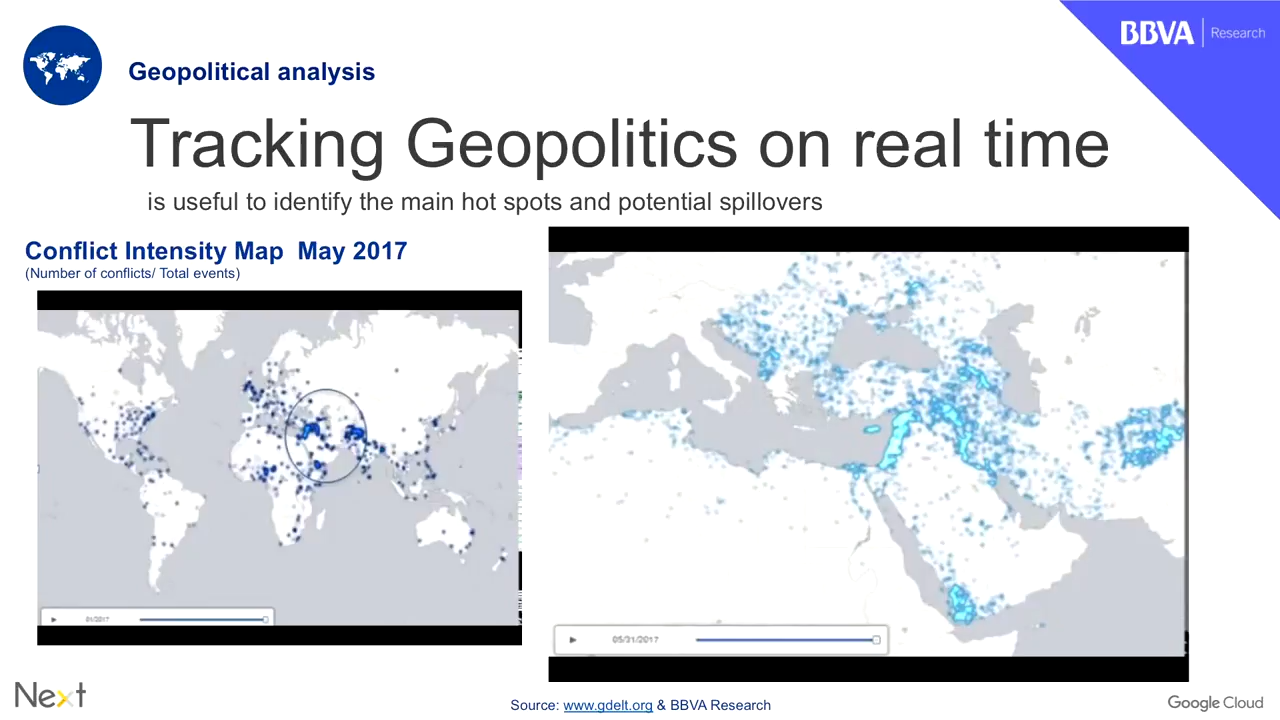 BBVA Research
Geopolitical analysis
Tracking Geopolitics on real time
is useful to identify the main hot spots and potential spillovers
Conflict Intensity Map May 2017
(Number of conflicts/ Total events)
01/2017
05/31/2017
Next
Source: www.gdelt.org & BBVA Research
Google Cloud